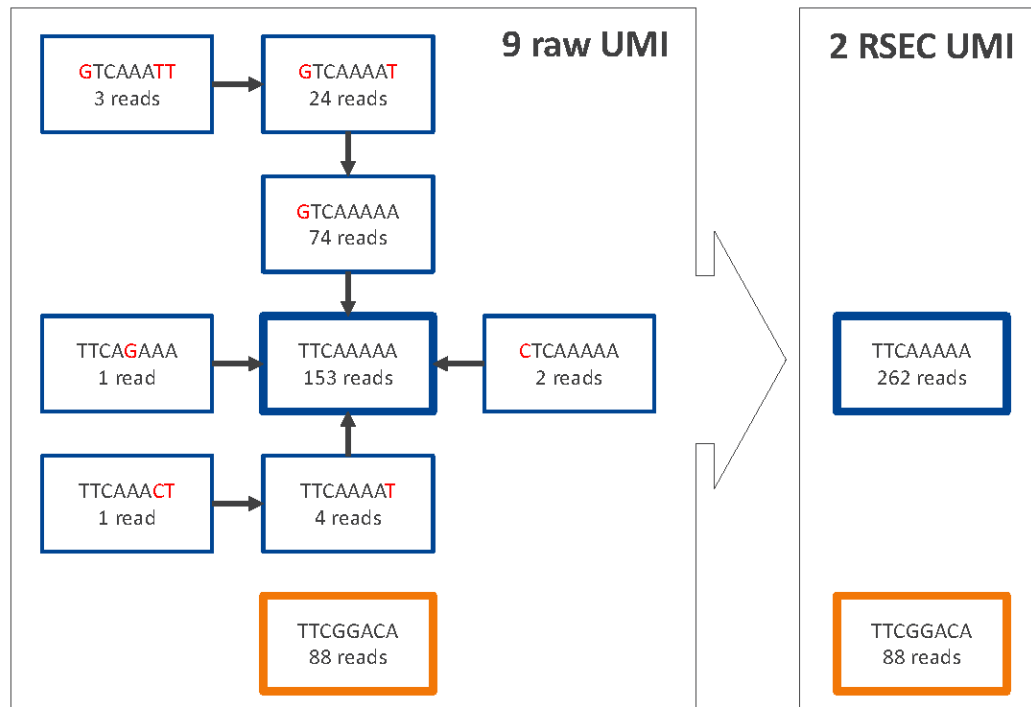 9 raw UMI
2 RSEC UMI
GTCAAATT
3 reads
GTCAAAAT
24 reads
GTCAAAAA
74 reads
TTCAGAAA
1 read
TTCAAAAA
153 reads
CTCAAAAA
2 reads
TTCAAAAA
262 reads
TTCAAACT
1 read
TTCAAAAT
4 reads
TTCGGACA
88 reads
TTCGGACA
88 reads